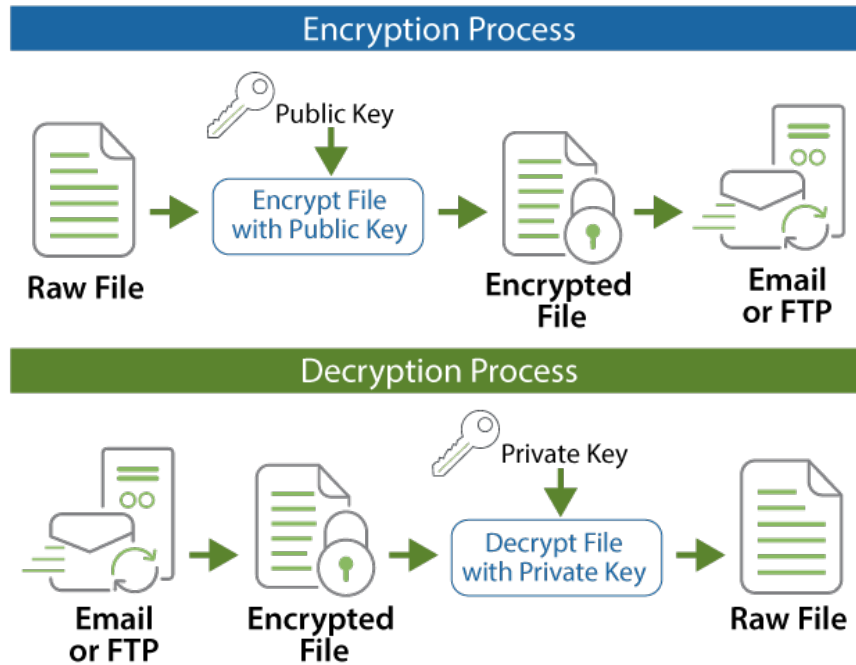 Encryption Process
Public Key
Encrypt File
with Public Key
Raw File
Encrypted
File
Email
or FTP
Decryption Process
Private Key
Decrypt File
with Private Key
Email
or FTP
Encrypted
File
Raw File